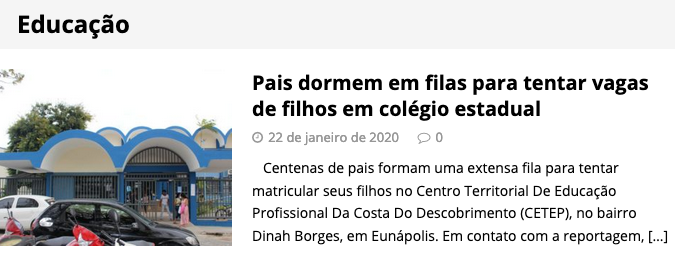 Educação
Pais dormem em filas para tentar vagas
de filhos em colégio estadual
22 de janeiro de 2020 0
Centenas de pais formam uma extensa fila para tentar
matricular seus filhos no Centro Territorial De Educação
Profissional Da Costa Do Descobrimento (CETEP), no bairro
Dinah Borges, em Eunápolis. Em contato com a reportagem, [...]